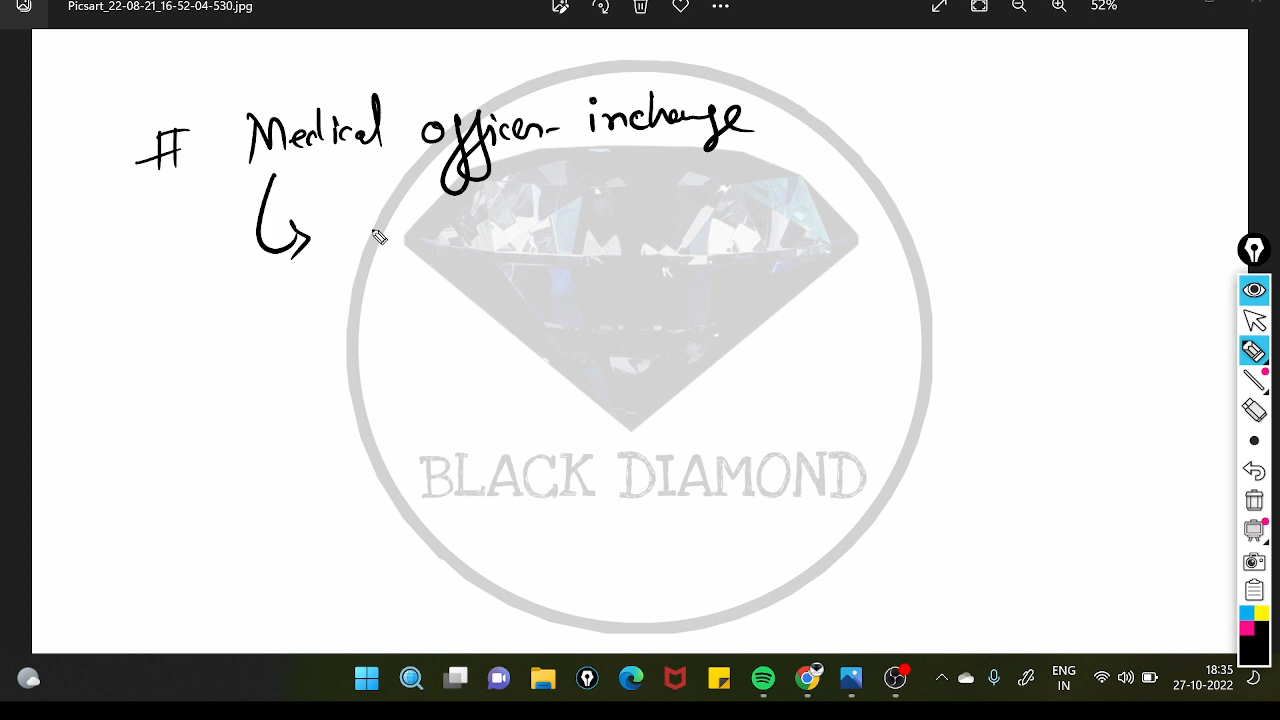 Picsart_22-08-21_16-52-04-530.jpg
52%
# Medical officer- incharge
BLACK DIAMOND
ENG
IN
18:35
27-10-2022